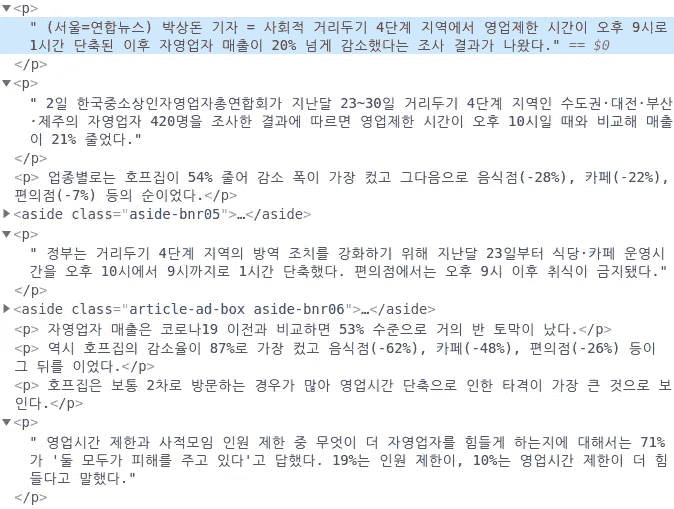 ▼<p>
" (서울=연합뉴스) 박상돈 기자 = 사회적 거리두기 4단계 지역에서 영업제한 시간이 오후 9시로
1시간 단축된 이후 자영업자 매출이 20% 넘게 감소했다는 조사 결과가 나왔다." == $0
</p>
▼<p>
" 2일 한국중소상인자영업자총연합회가 지난달 23~30일 거리두기 4단계 지역인 수도권·대전·부산
·제주의 자영업자 420명을 조사한 결과에 따르면 영업제한 시간이 오후 10시일 때와 비교해 매출
이 21% 줄었다."
</p>
<p> 업종별로는 호프집이 54% 줄어 감소 폭이 가장 컸고 그다음으로 음식점(-28%), 카페(-22%),
편의점(-7%) 등의 순이었다.</p>
▶<aside class="aside-bnr05">…</aside>
▼<p>
" 정부는 거리두기 4단계 지역의 방역 조치를 강화하기 위해 지난달 23일부터 식당·카페 운영시
간을 오후 10시에서 9시까지로 1시간 단축했다. 편의점에서는 오후 9시 이후 취식이 금지됐다."
</p>
▶<aside class="article-ad-box aside-bnr06">…</aside>
<p> 자영업자 매출은 코로나19 이전과 비교하면 53% 수준으로 거의 반 토막이 났다.</p>
<p> 역시 호프집의 감소율이 87%로 가장 컸고 음식점(-62%), 카페(-48%), 편의점(-26%) 등이
그 뒤를 이었다.</p>
<p> 호프집은 보통 2차로 방문하는 경우가 많아 영업시간 단축으로 인한 타격이 가장 큰 것으로 보
인다.</p>
▼<p>
" 영업시간 제한과 사적모임 인원 제한 중 무엇이 더 자영업자를 힘들게 하는지에 대해서는 71%
가 '둘 모두가 피해를 주고 있다'고 답했다. 19%는 인원 제한이, 10%는 영업시간 제한이 더 힘
들다고 말했다."
</p>